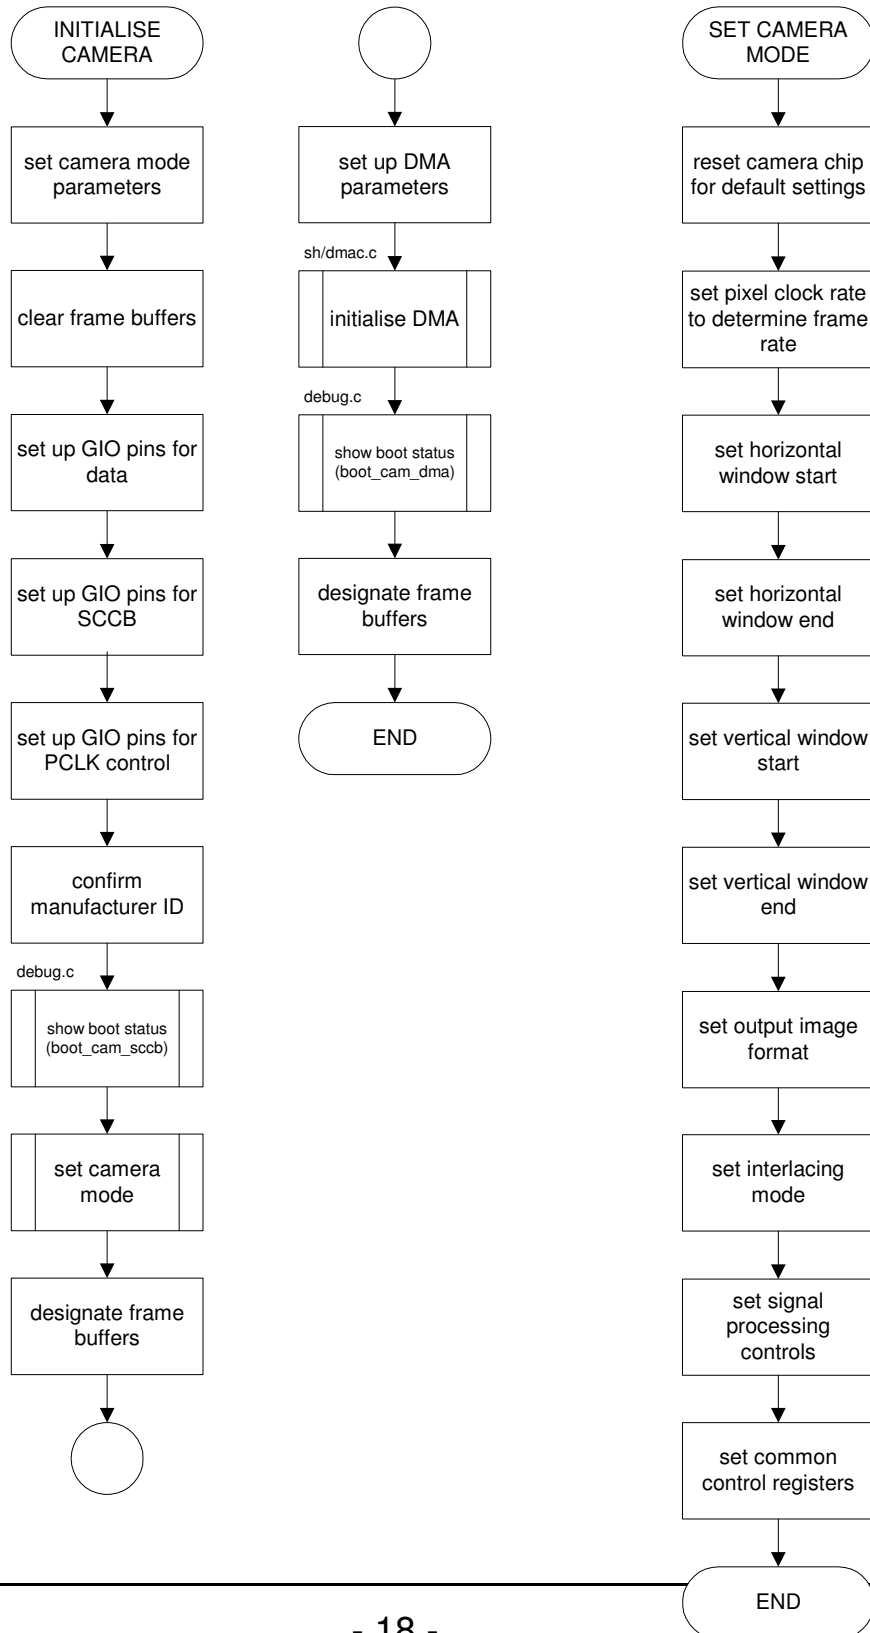 INITIALISE
CAMERA
set camera mode
parameters
clear frame buffers
set up GIO pins for
data
set up GIO pins for
SCCB
set up GIO pins for
PCLK control
confirm
manufacturer ID
debug.c
show boot status
(boot_cam_sccb)
set camera
mode
designate frame
buffers
set up DMA
parameters
sh/dmac.c
initialise DMA
debug.c
show boot status
(boot_cam_dma)
designate frame
buffers
END
SET CAMERA
MODE
reset camera chip
for default settings
set pixel clock rate
to determine frame
rate
set horizontal
window start
set horizontal
window end
set vertical window
start
set vertical window
end
set output image
format
set interlacing
mode
set signal
processing
controls
set common
control registers
END
- 18 -